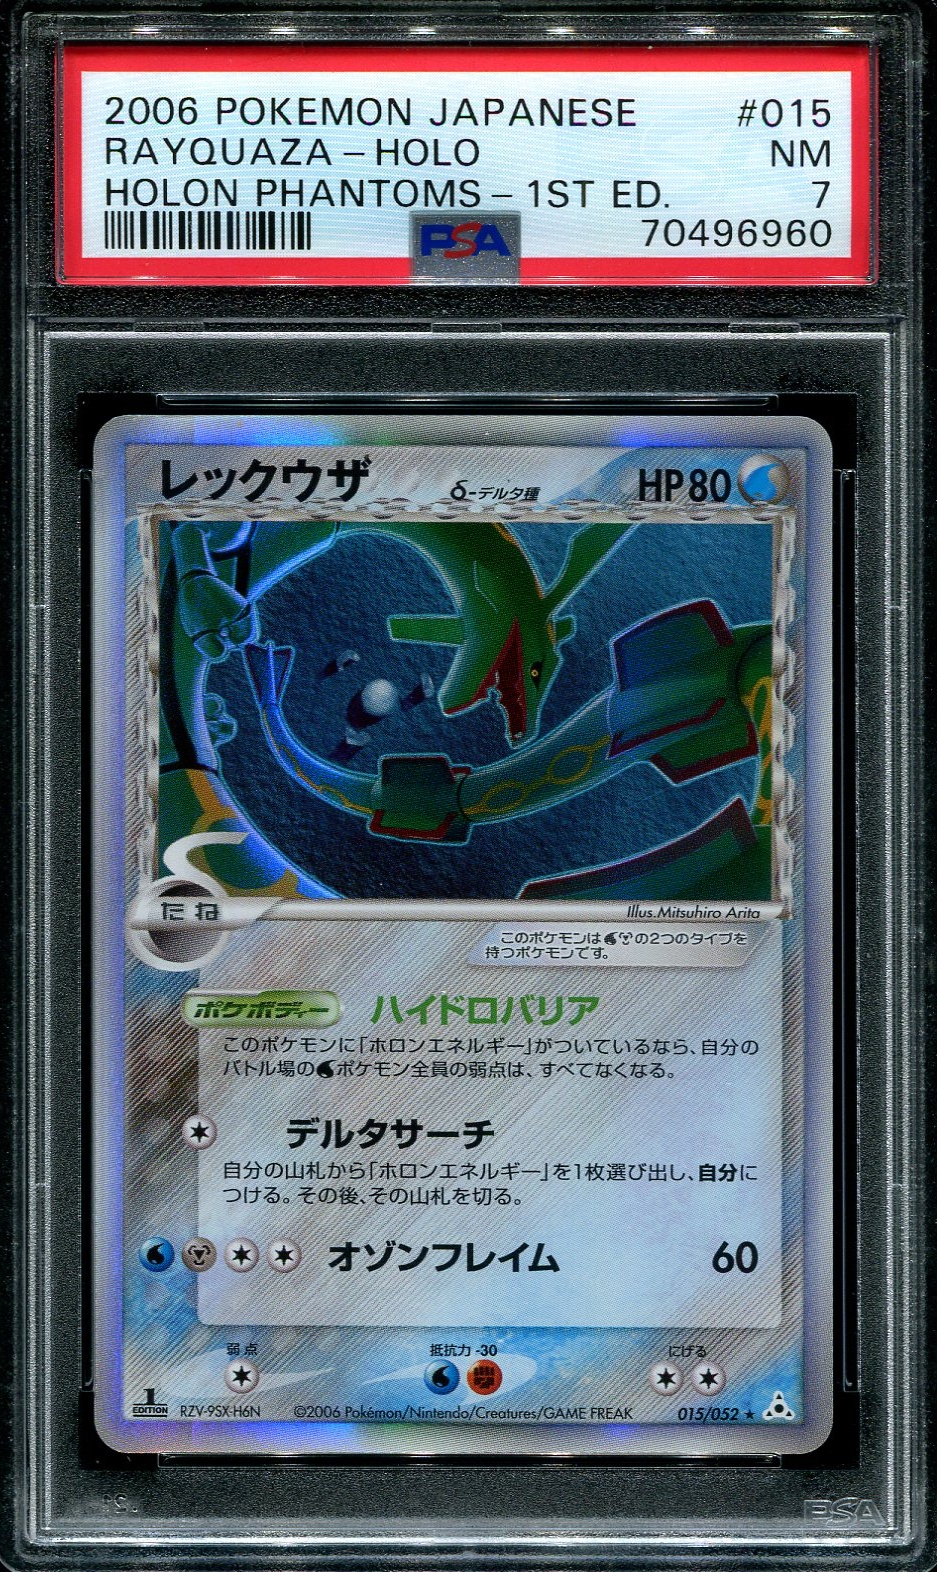 2006 POKEMON JAPANESE #015
RAYQUAZA - HOLO NM
HOLON PHANTOMS - 1ST ED. 7
PSA 70496960
レックウザ δ-デルタ種 HP80
たね
Illus.Mitsuhiro Arita
このポケモンは の2つのタイプを
持つポケモンです。
ポケボディー ハイドロバリア
このポケモンに「ホロンエネルギー」がついているなら、自分の
バトル場の ポケモン全員の弱点は、すべてなくなる。
デルタサーチ
自分の山札から「ホロンエネルギー」を1枚選び出し、自分に
つける。その後、その山札を切る。
オゾンフレイム 60
弱点 抵抗力 -30 にげる
1 EDITION RZV-9SX-H6N ©2006 Pokémon/Nintendo/Creatures/GAME FREAK 015/052 ★
PSA